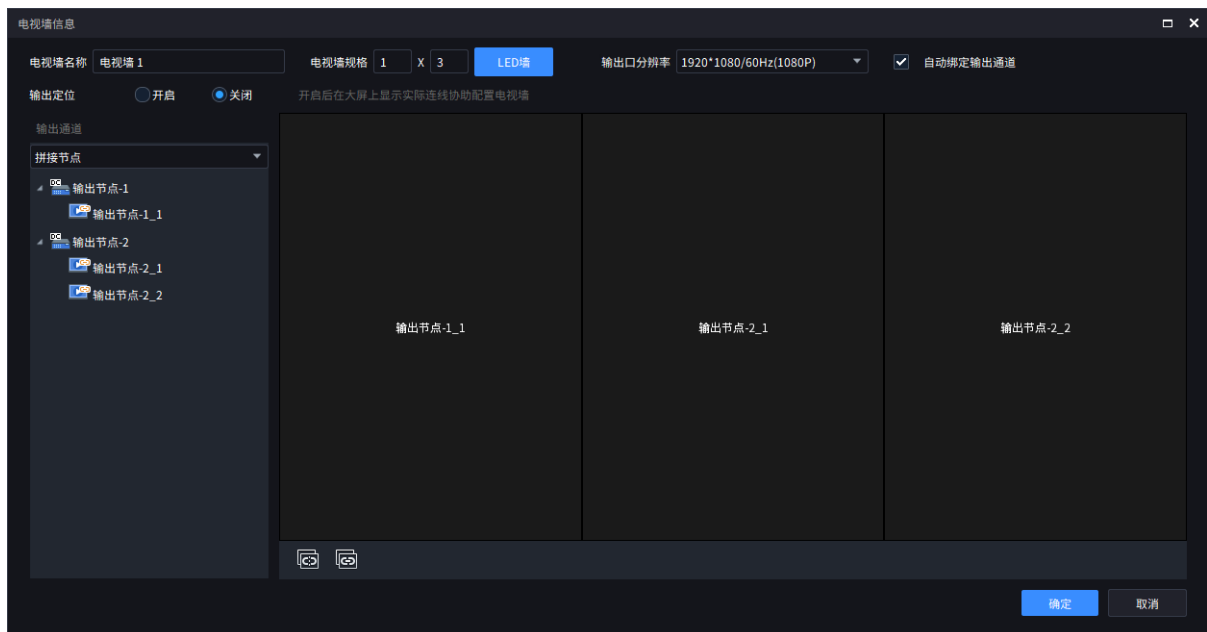 电视墙信息
电视墙名称 电视墙 1 电视墙规格 1 X 3 LED墙 输出口分辨率 1920*1080/60Hz(1080P) 自动绑定输出通道
输出定位 开启 关闭 开启后在大屏上显示实际连线协助配置电视墙
输出通道
拼接节点
输出节点-1
输出节点-1_1
输出节点-2
输出节点-2_1
输出节点-2_2
输出节点-1_1 输出节点-2_1 输出节点-2_2
确定 取消